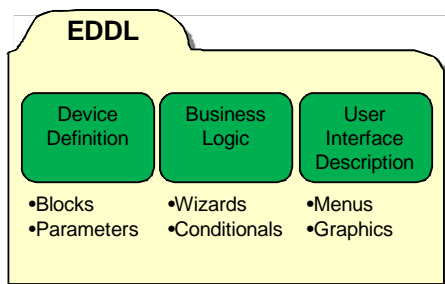 EDDL
Device
Definition
Business
Logic
User
Interface
Description
•Blocks
•Parameters
•Wizards
•Conditionals
•Menus
•Graphics